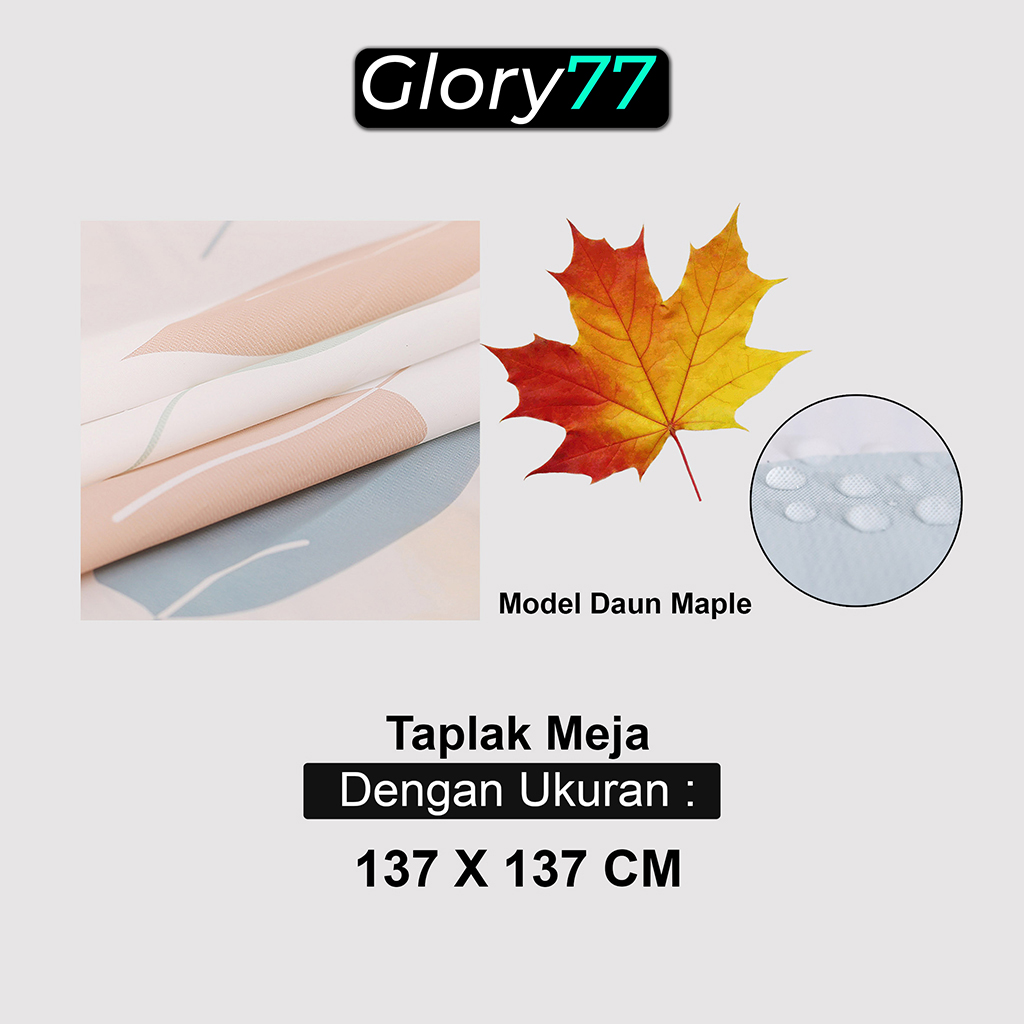 Glory77
Model Daun Maple
Taplak Meja
Dengan Ukuran :
137 X 137 CM